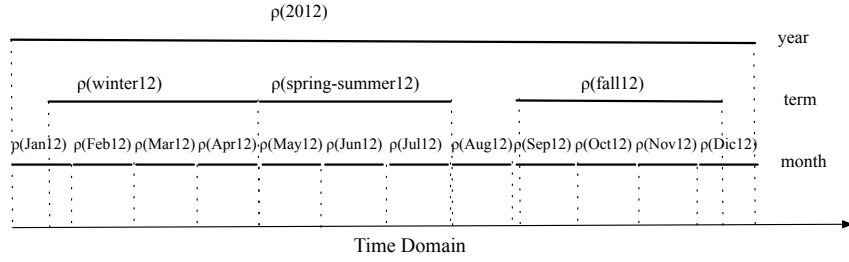 ρ(2012)
year
ρ(winter12) ρ(spring-summer12) ρ(fall12)
term
ρ(Jan12) ρ(Feb12) ρ(Mar12) ρ(Apr12) ρ(May12) ρ(Jun12) ρ(Jul12) ρ(Aug12) ρ(Sep12) ρ(Oct12) ρ(Nov12) ρ(Dic12)
month
Time Domain